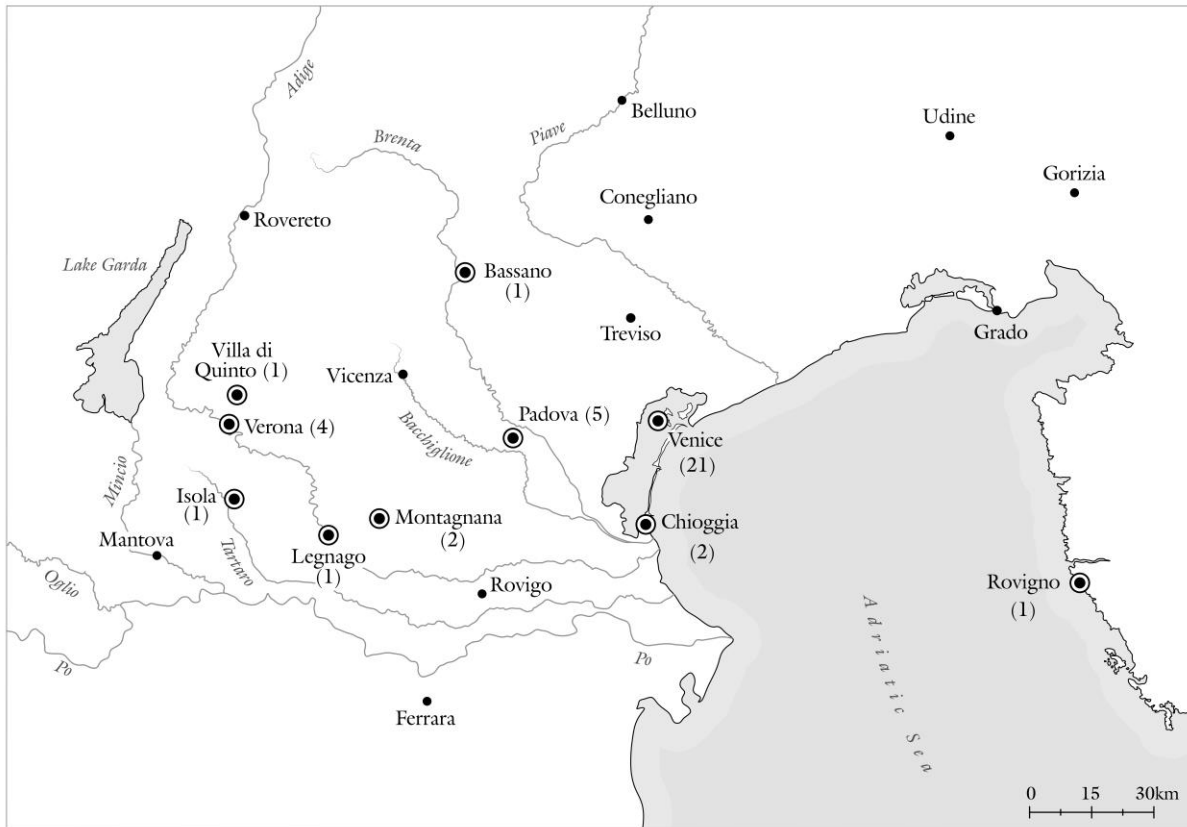 Adige
Belluno
Udine
Brenta
Piave
Gorizia
Conegliano
Rovereto
Lake Garda
Bassano
(1)
Treviso
Grado
Villa di
Quinto (1)
Vicenza
Padova (5)
Verona (4)
Bacchiglione
Venice
(21)
Mincio
Isola
(1)
Montagnana
(2)
Chioggia
(2)
Mantova
Tartaro
Legnago
(1)
Oglio
Rovigo
Rovigno
(1)
Po
Po
Adriatic Sea
Ferrara
0 15 30km